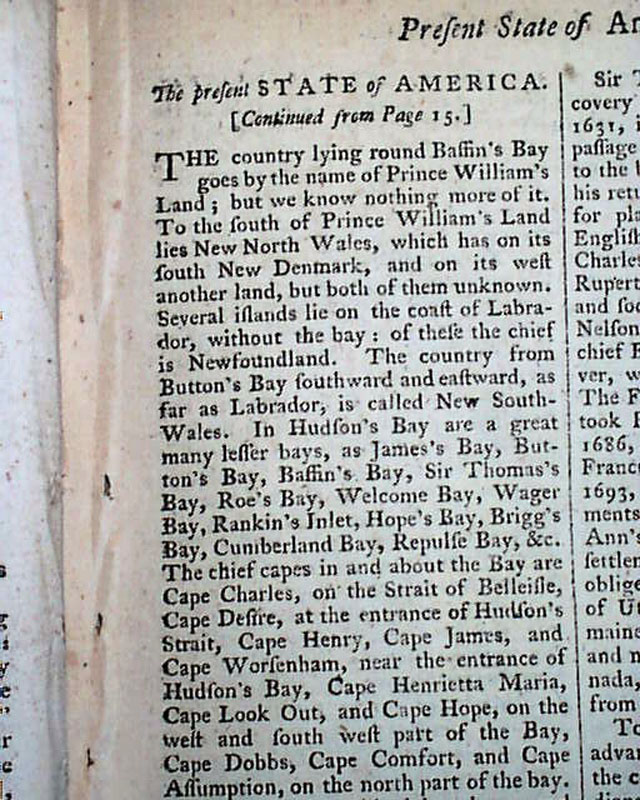 Preſent State of
The preſent STATE of AMERICA.
[Continued from Page 15.]
THE country lying round Baffin's Bay
goes by the name of Prince William's
Land; but we know nothing more of it.
To the ſouth of Prince William's Land
lies New North Wales, which has on its
ſouth New Denmark, and on its weſt
another land, but both of them unknown.
Several iſlands lie on the coaſt of Labra-
dor, without the bay: of theſe the chief
is Newfoundland. The country from
Button's Bay ſouthward and eaſtward, as
far as Labrador, is called New South-
Wales. In Hudſon's Bay are a great
many leſſer bays, as James's Bay, But-
ton's Bay, Baffin's Bay, Sir Thomas's
Bay, Roe's Bay, Welcome Bay, Wager
Bay, Rankin's Inlet, Hope's Bay, Brigg's
Bay, Cumberland Bay, Repulſe Bay, &c.
The chief capes in and about the Bay are
Cape Charles, on the Strait of Belleiſle,
Cape Deſire, at the entrance of Hudſon's
Strait, Cape Henry, Cape James, and
Cape Worſenham, near the entrance of
Hudſon's Bay, Cape Henrietta Maria,
Cape Look Out, and Cape Hope, on the
weſt and ſouth weſt part of the Bay,
Cape Dobbs, Cape Comfort, and Cape
Aſſumption, on the north part of the bay.
Sir
covery
1631,
paſſage
to the
his retu
for pla
Engliſh
Charles
Rupert
and ſoo
Nelſon
chief
ver, w
The F
took
1686,
Franc
1693,
ments
Ann's
ſettlem
oblige
of Ut
maine
and n
nada,
from
To
advan
the c